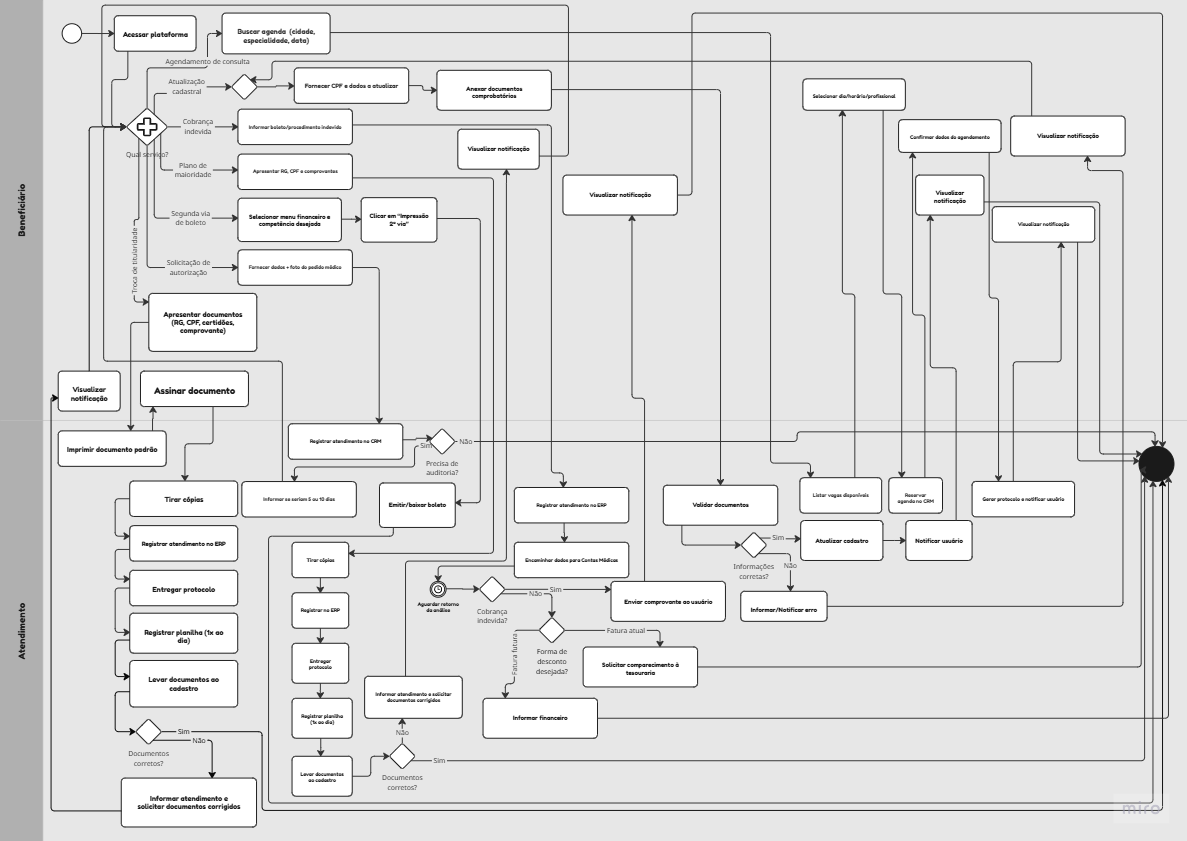 Beneficiário
Acessar plataforma
Buscar agenda (cidade,
especialidade, data)
Agendamento de consulta
Atualização
cadastral
Fornecer CPF e dados a atualizar
Anexar documentos
comprobatórios
Selecionar dia/horário/profissional
Cobrança
indevida
Informar boleto/procedimento indevido
Confirmar dados do agendamento
Visualizar notificação
Visualizar notificação
Qual serviço?
Plano de
maioridade
Apresentar RG, CPF e comprovantes
Visualizar notificação
Visualizar
notificação
Segunda via
de boleto
Selecionar menu financeiro e
competência desejada
Clicar em "Impressão
2ª via"
Visualizar notificação
Troca de titularidade
Solicitação de
autorização
Fornecer dados + foto do pedido médico
Apresentar documentos
(RG, CPF, certidões,
comprovante)
Visualizar
notificação
Assinar documento
Atendimento
Imprimir documento padrão
Registrar atendimento no CRM
Sim
Não
Precisa de
auditoria?
Tirar cópias
Informar se seriam 5 ou 10 dias
Emitir/baixar boleto
Registrar atendimento no ERP
Validar documentos
Listar vagas disponíveis
Reservar
agenda no CRM
Gerar protocolo e notificar usuário
Registrar atendimento no ERP
Tirar cópias
Encaminhar dados para Contas Médicas
Sim
Informações
corretas?
Não
Atualizar cadastro
Notificar usuário
Entregar protocolo
Registrar no ERP
Aguardar retorno
da análise
Cobrança
indevida?
Sim
Não
Enviar comprovante ao usuário
Informar/Notificar erro
Registrar planilha (1x ao
dia)
Entregar
protocolo
Fatura futura
Forma de
desconto
desejada?
Fatura atual
Solicitar comparecimento à
tesouraria
Levar documentos ao
cadastro
Registrar planilha
(1x ao dia)
Informar atendimento e solicitar
documentos corrigidos
Informar financeiro
Sim
Não
Documentos
corretos?
Levar documentos
ao cadastro
Não
Sim
Documentos
corretos?
Informar atendimento e
solicitar documentos corrigidos
miro